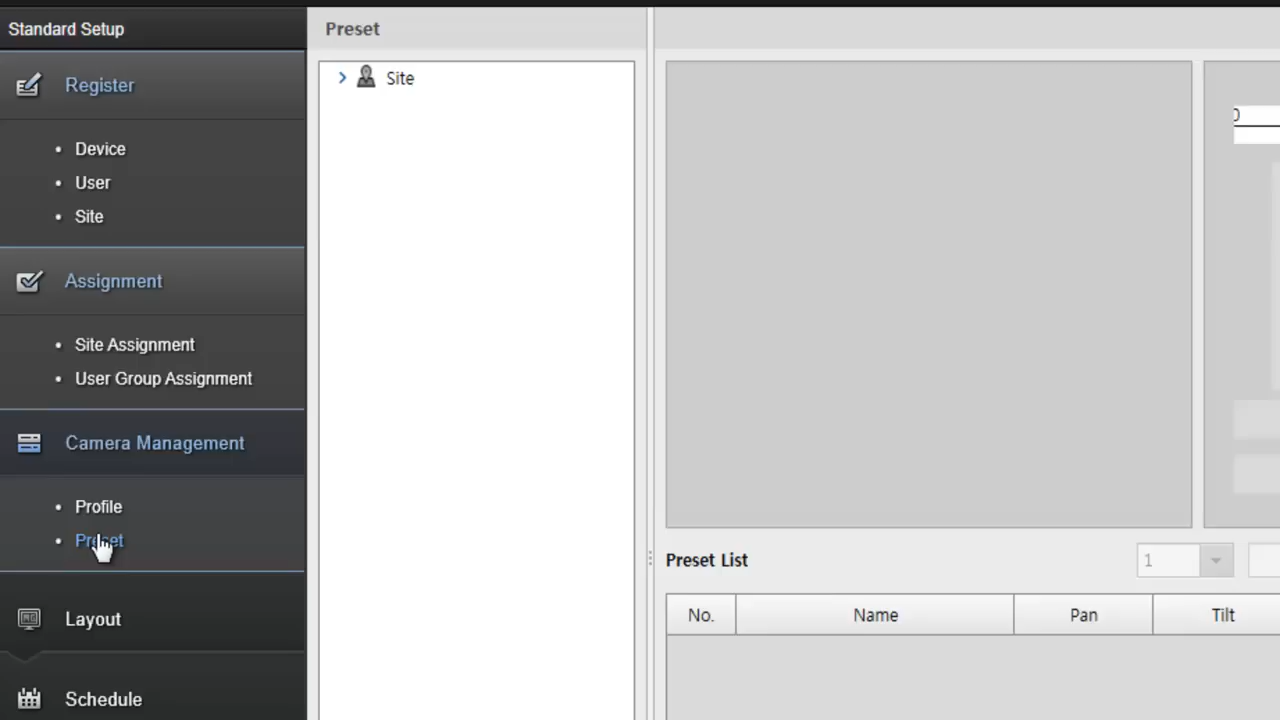 Standard Setup
Register
• Device
• User
• Site
Assignment
• Site Assignment
• User Group Assignment
Camera Management
• Profile
• Preset
Layout
Schedule
Preset
Site
0
Preset List
1
No. Name Pan Tilt